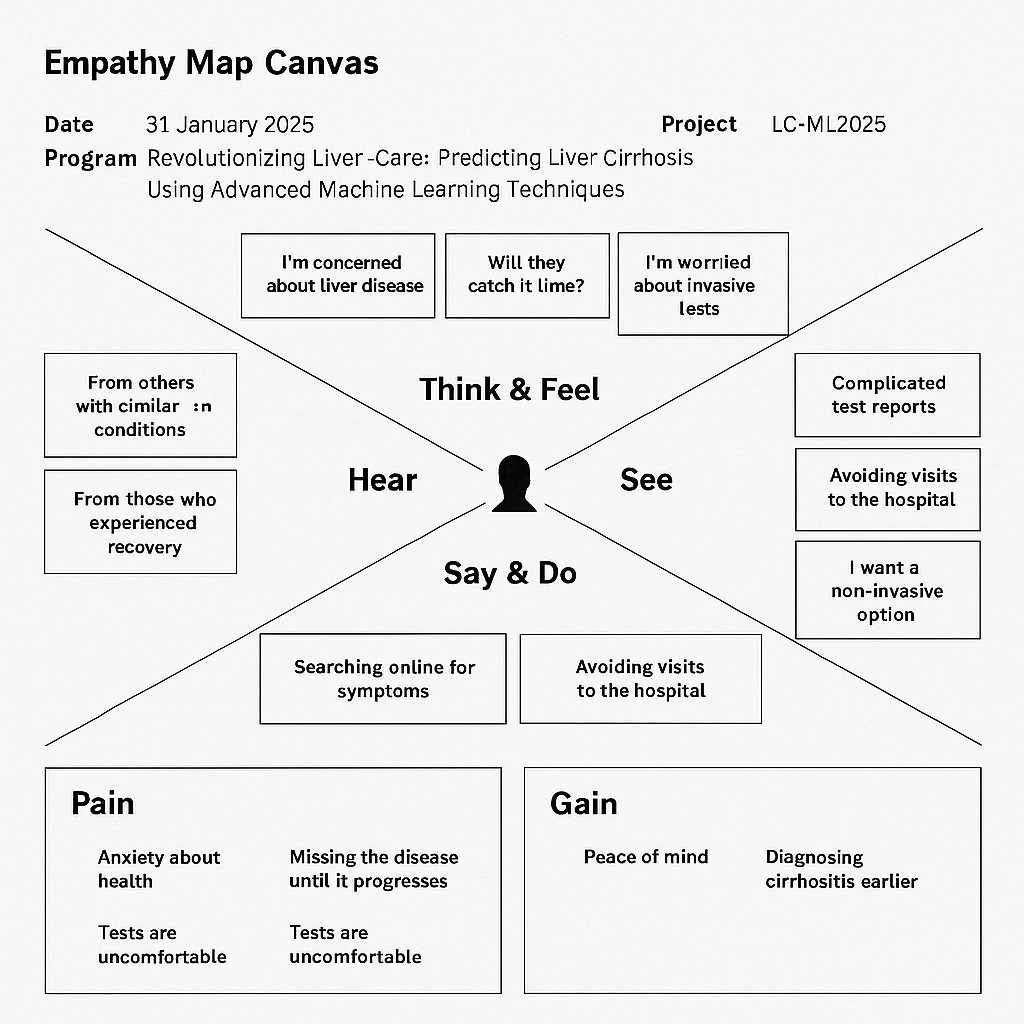 Empathy Map Canvas
Date 31 January 2025 Project LC-ML2025
Program Revolutionizing Liver-Care: Predicting Liver Cirrhosis
Using Advanced Machine Learning Techniques
I'm concerned
about liver disease
Will they
catch it lime?
I'm worrlied
about invasive
lests
Think & Feel
From others
with cimilar :n
conditions
From those who
experienced
recovery
Hear
See
Complicated
test reports
Avoiding visits
to the hospital
I want a
non-invasive
option
Say & Do
Searching online for
symptoms
Avoiding visits
to the hospital
Pain
Anxiety about
health
Missing the disease
until it progresses
Tests are
uncomfortable
Tests are
uncomfortable
Gain
Peace of mind
Diagnosing
cirrhositis earlier